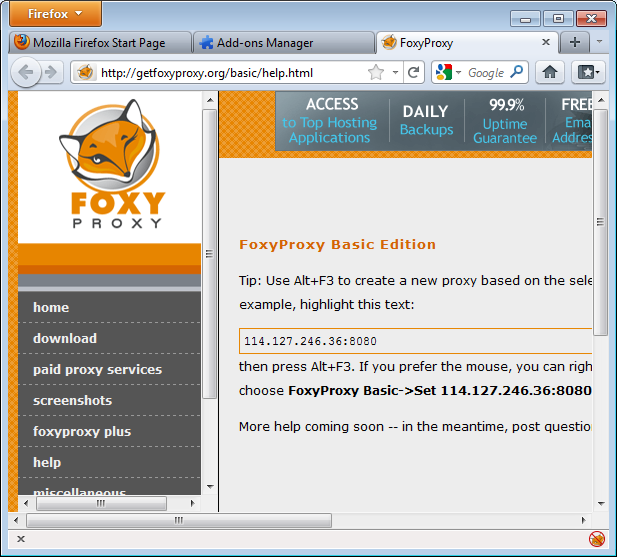 Firefox
Mozilla Firefox Start Page
Add-ons Manager
FoxyProxy
http://getfoxyproxy.org/basic/help.html
Google
FOXY
PROXY
home
download
paid proxy services
screenshots
foxyproxy plus
help
miscellaneous
ACCESS
to Top Hosting
Applications
DAILY
Backups
99.9%
Uptime
Guarantee
FREE
Ema
Addres
FoxyProxy Basic Edition
Tip: Use Alt+F3 to create a new proxy based on the sele
example, highlight this text:
114.127.246.36:8080
then press Alt+F3. If you prefer the mouse, you can righ
choose FoxyProxy Basic->Set 114.127.246.36:8080
More help coming soon -- in the meantime, post questio